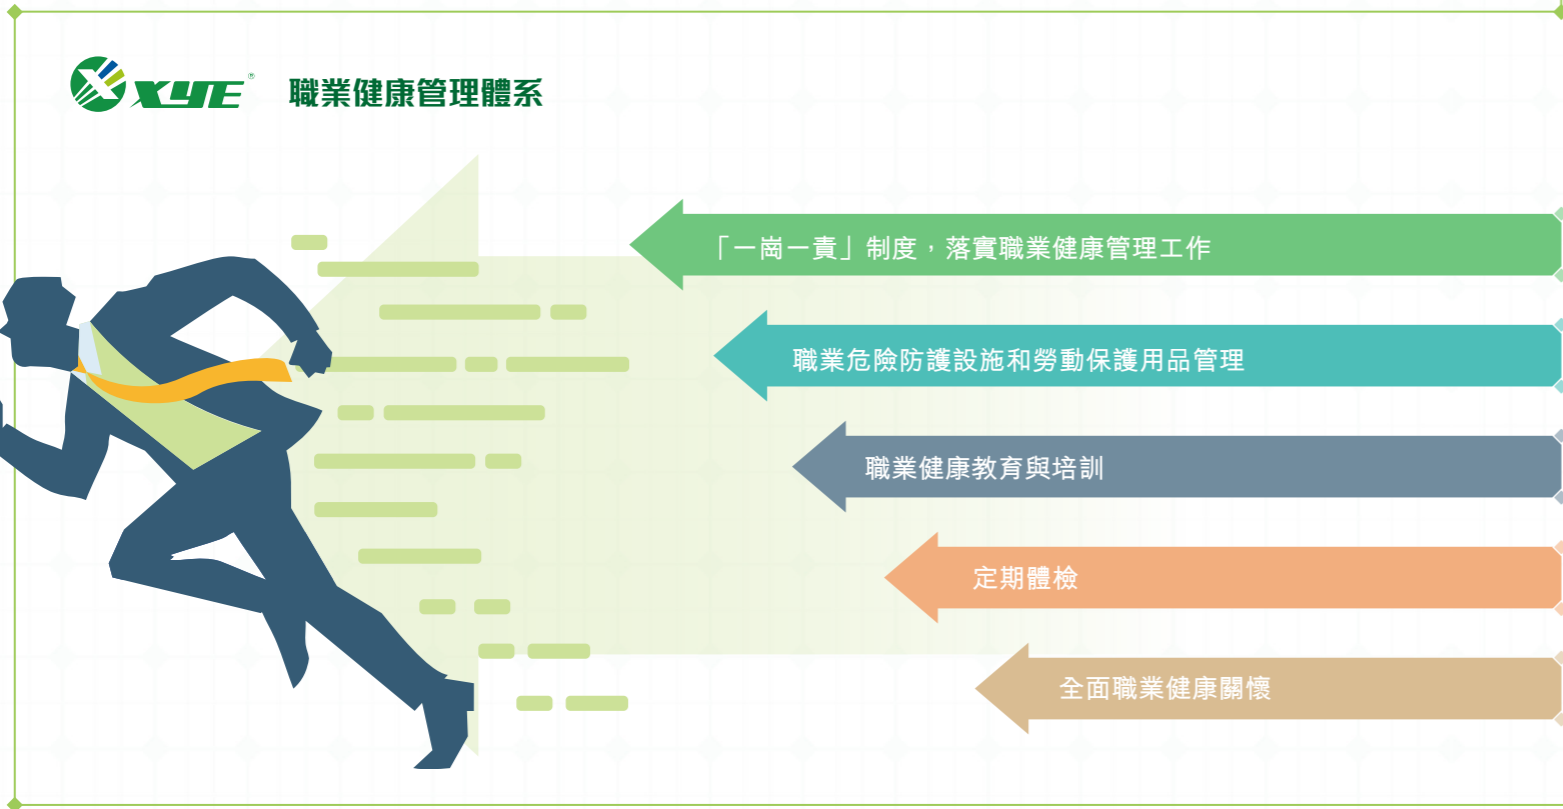 XYE® 職業健康管理體系
「一崗一責」制度，落實職業健康管理工作
職業危險防護設施和勞動保護用品管理
職業健康教育與培訓
定期體檢
全面職業健康關懷